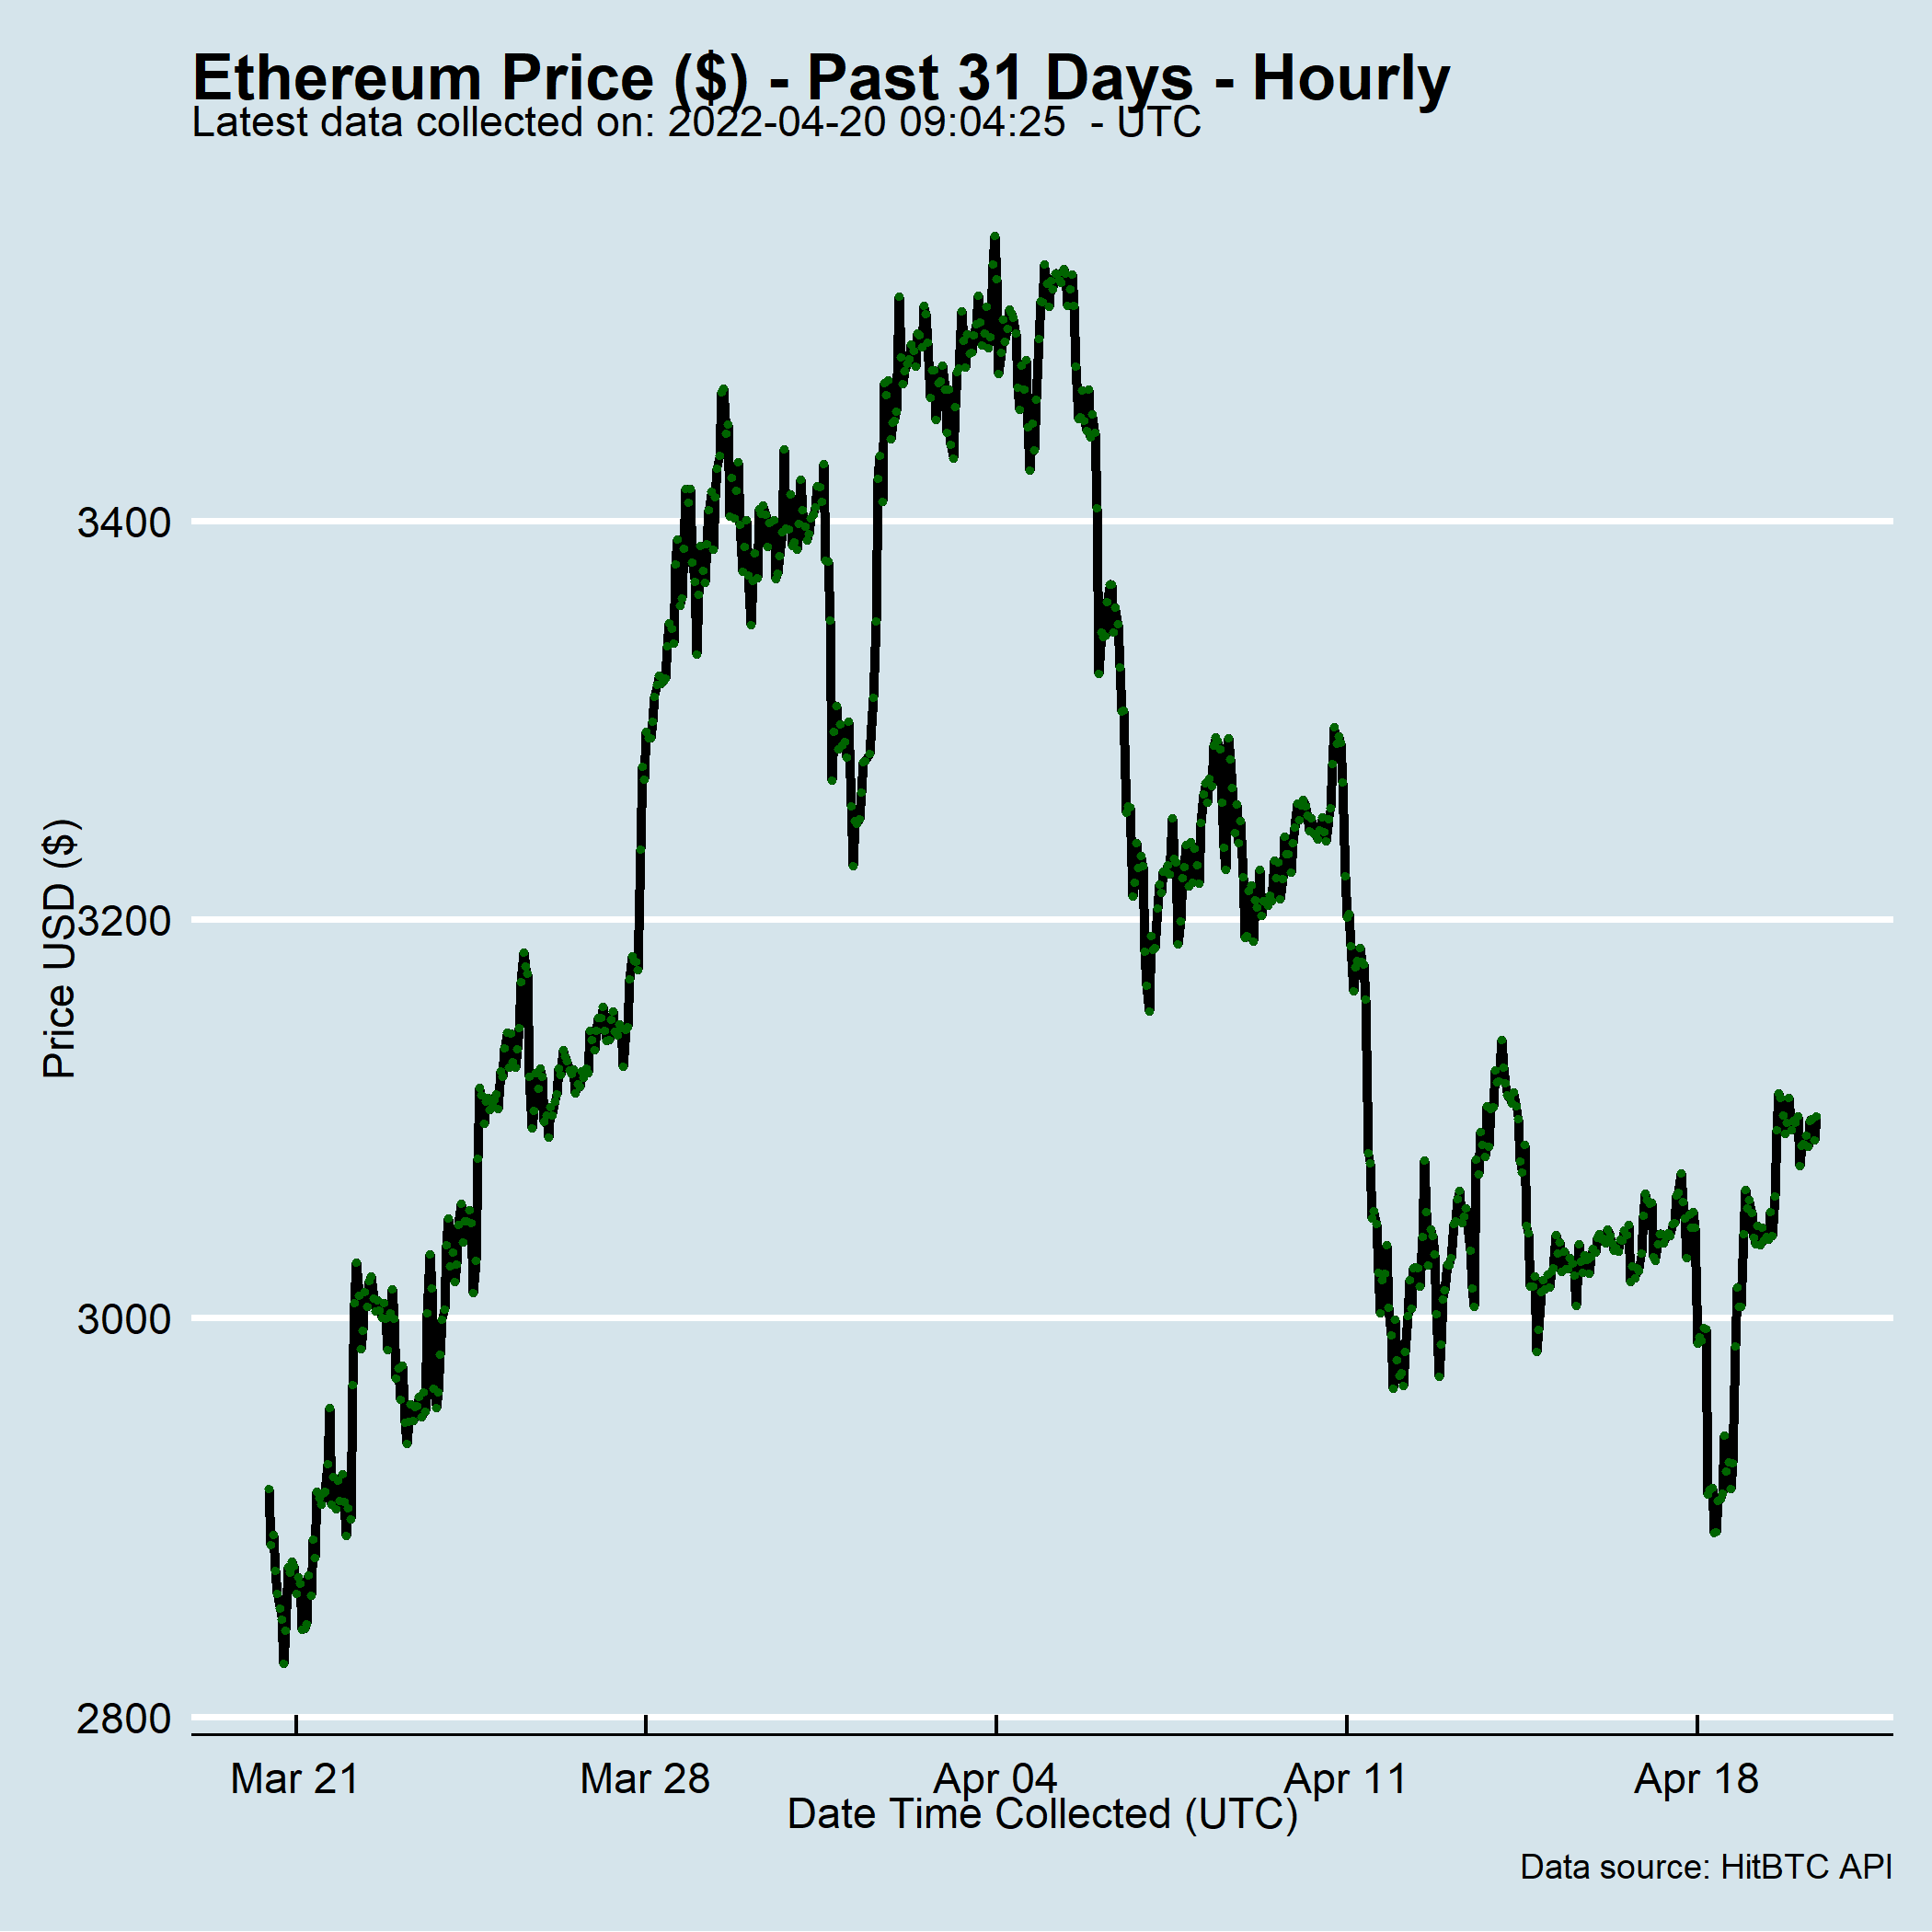 Ethereum Price ($) - Past 31 Days - Hourly
Latest data collected on: 2022-04-20 09:04:25  - UTC
3400
3200
3000
2800
Price USD ($)
Mar 21
Mar 28
Apr 04
Apr 11
Apr 18
Date Time Collected (UTC)
Data source: HitBTC API